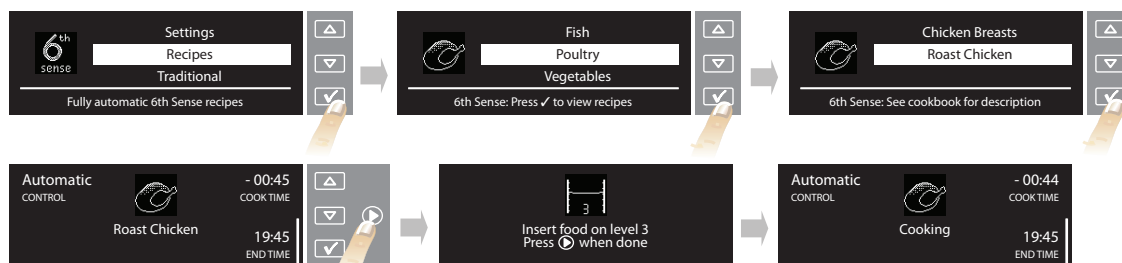 6th
sense
Settings
Recipes
Traditional
Fully automatic 6th Sense recipes
Fish
Poultry
Vegetables
6th Sense: Press ✓ to view recipes
Chicken Breasts
Roast Chicken
6th Sense: See cookbook for description
Automatic
CONTROL
Roast Chicken
- 00:45
COOK TIME
19:45
END TIME
3
Insert food on level 3
Press ▷ when done
Automatic
CONTROL
Cooking
- 00:44
COOK TIME
19:45
END TIME